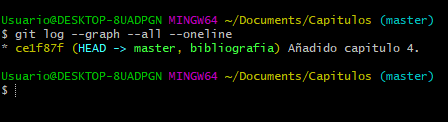 Usuario@DESKTOP-8UADPGN MINGW64 ~/Documents/Capitulos (master)
$ git log --graph --all --oneline
* ce1f87f (HEAD -> master, bibliografia) Añadido capitulo 4.
Usuario@DESKTOP-8UADPGN MINGW64 ~/Documents/Capitulos (master)
$